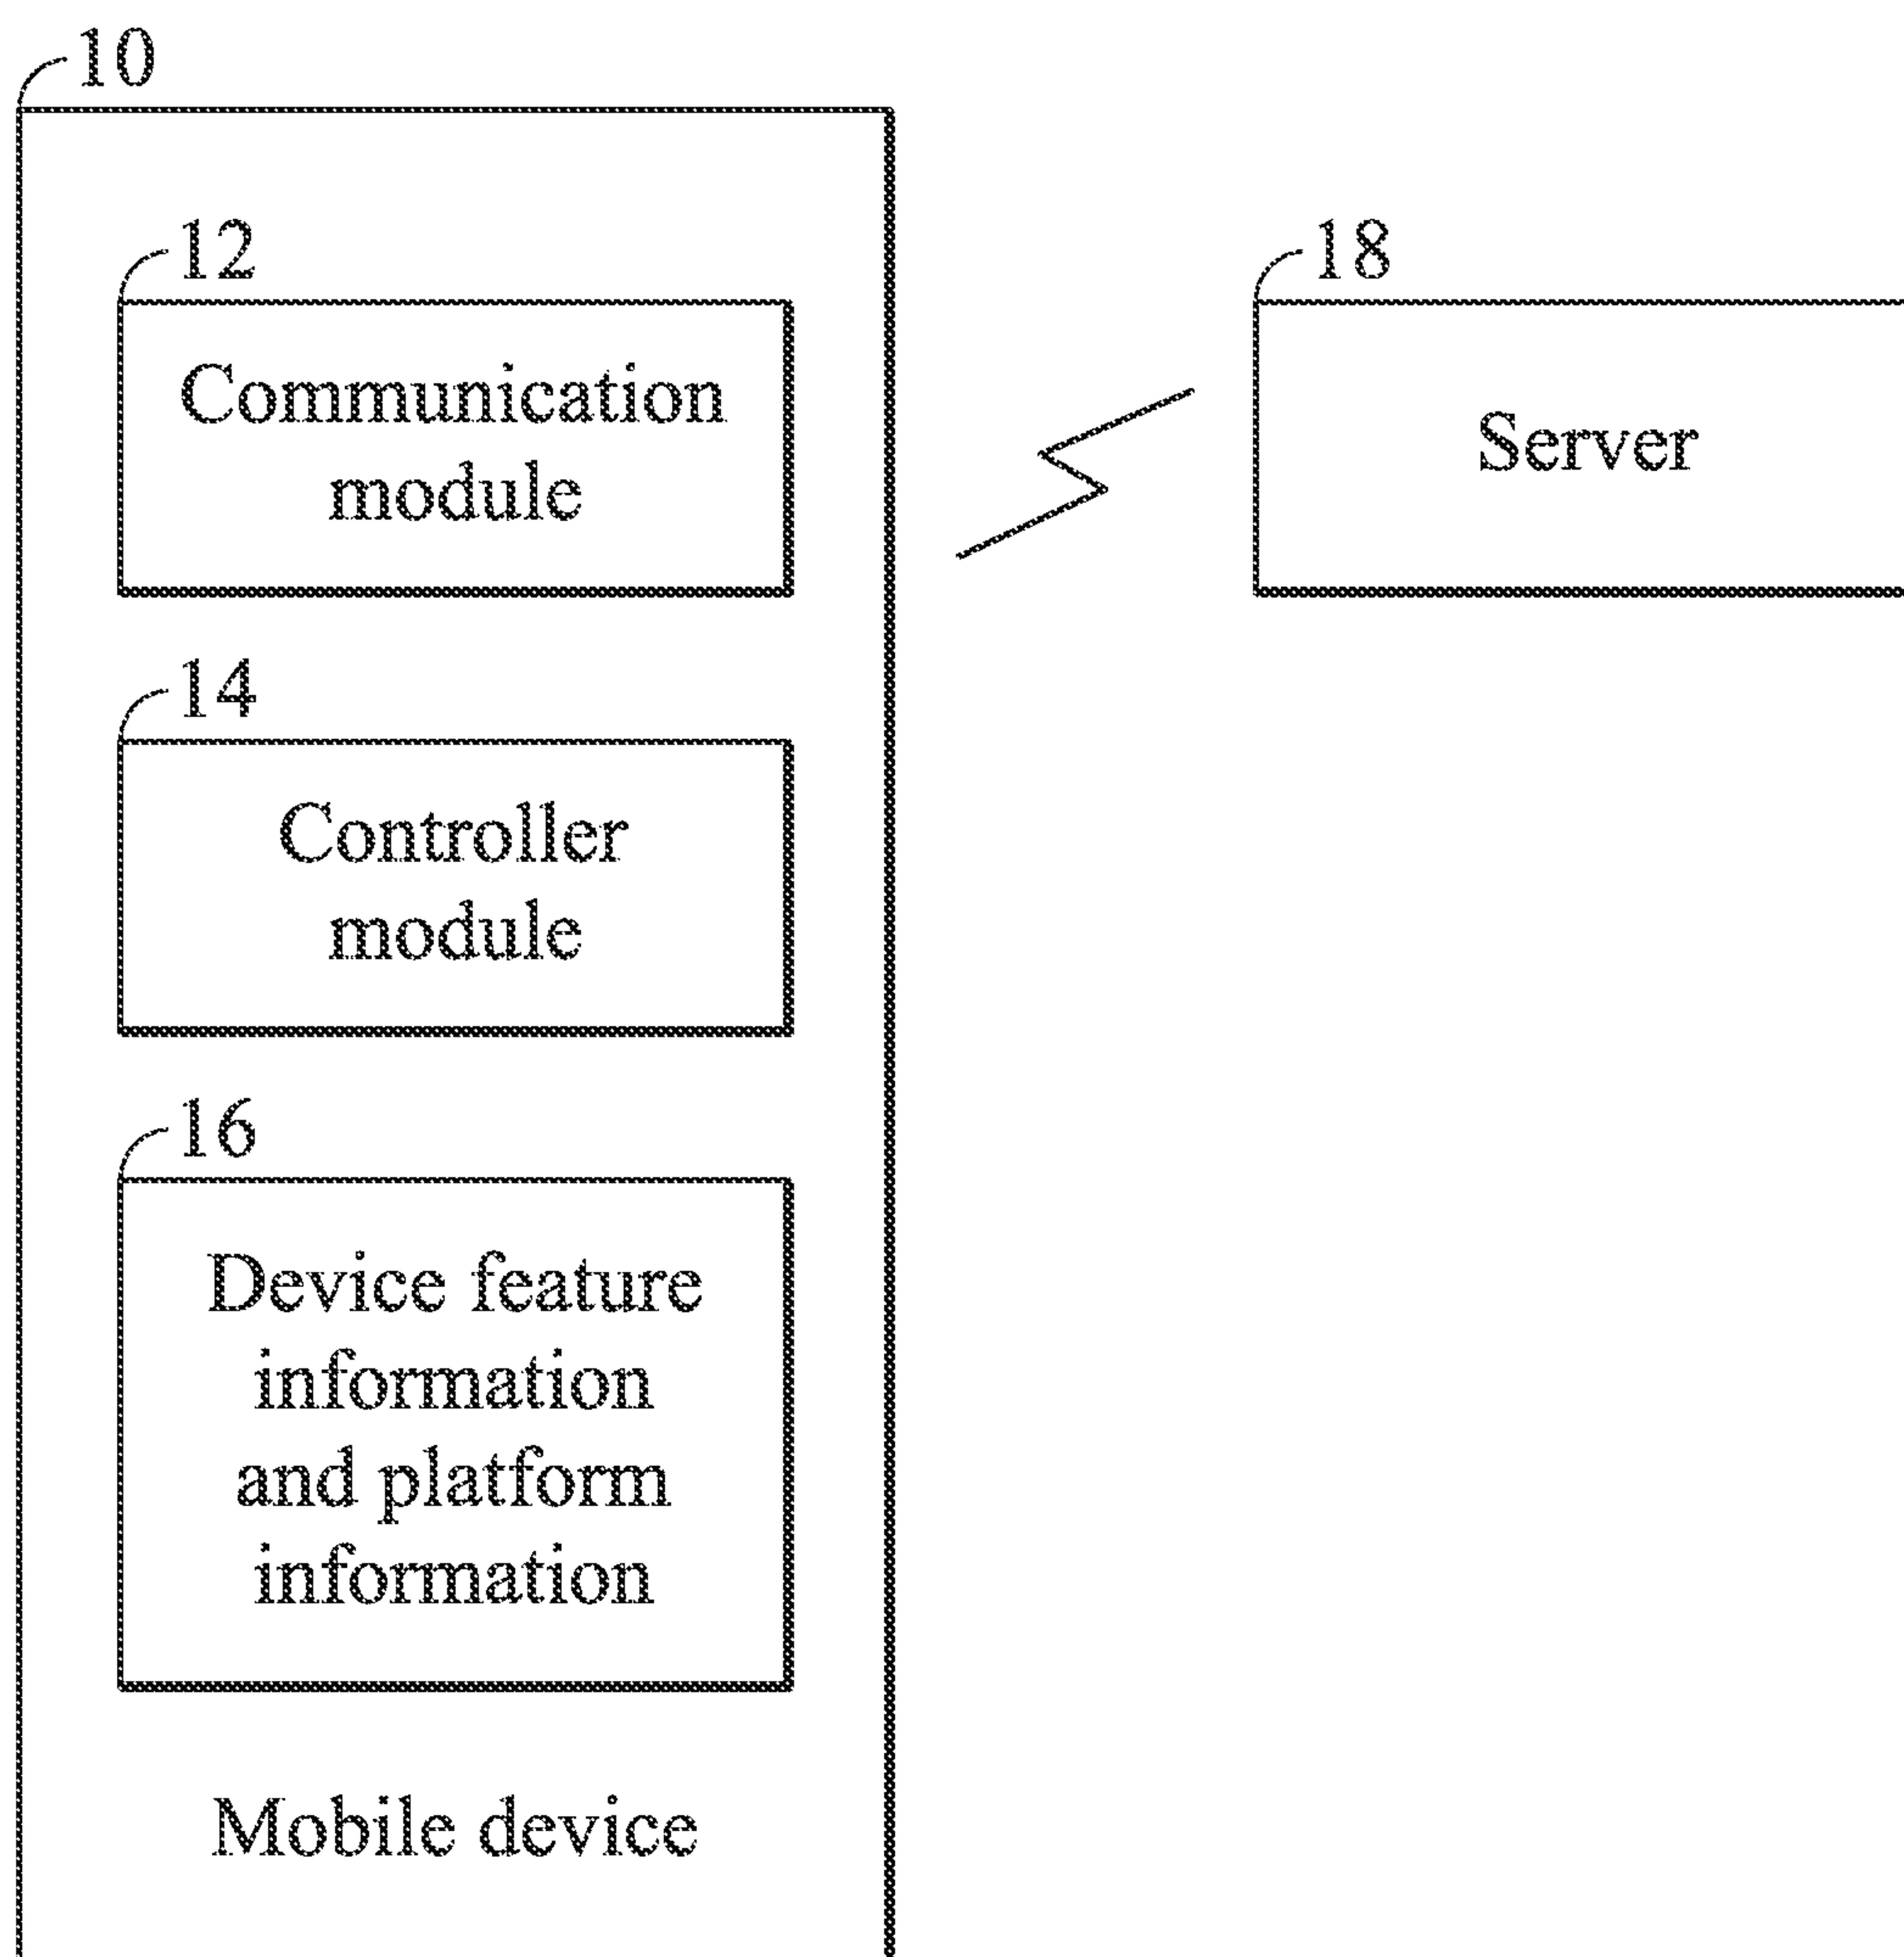 10
12
Communication
module
14
Controller
module
16
Device feature
information
and platform
information
Mobile device
18
Server